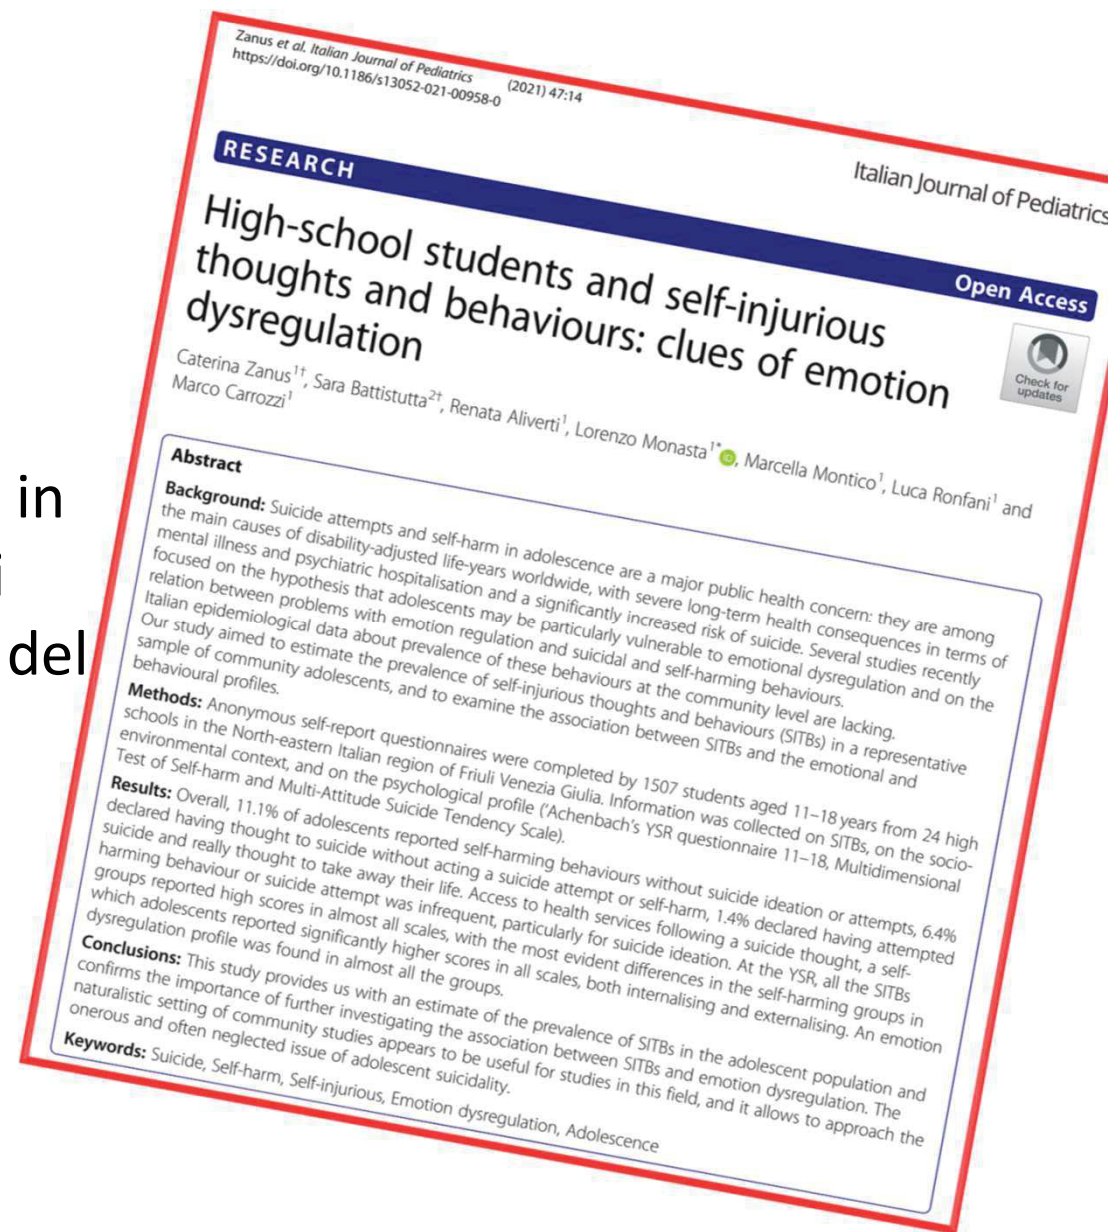 Zanus et al. Italian Journal of Pediatrics (2021) 47:14
https://doi.org/10.1186/s13052-021-00958-0
Italian Journal of Pediatrics
RESEARCH
Open Access
High-school students and self-injurious
thoughts and behaviours: clues of emotion
dysregulation
Check for
updates
Caterina Zanus1†, Sara Battistutta2†, Renata Aliverti1, Lorenzo Monasta1* iD, Marcella Montico1, Luca Ronfani1 and
Marco Carrozzi1
Abstract
Background: Suicide attempts and self-harm in adolescence are a major public health concern: they are among
the main causes of disability-adjusted life-years worldwide, with severe long-term health consequences in terms of
mental illness and psychiatric hospitalisation and a significantly increased risk of suicide. Several studies recently
focused on the hypothesis that adolescents may be particularly vulnerable to emotional dysregulation and on the
relation between problems with emotion regulation and suicidal and self-harming behaviours.
Italian epidemiological data about prevalence of these behaviours at the community level are lacking.
Our study aimed to estimate the prevalence of self-injurious thoughts and behaviours (SITBs) in a representative
sample of community adolescents, and to examine the association between SITBs and the emotional and
behavioural profiles.
Methods: Anonymous self-report questionnaires were completed by 1507 students aged 11–18 years from 24 high
schools in the North-eastern Italian region of Friuli Venezia Giulia. Information was collected on SITBs, on the socio-
environmental context, and on the psychological profile (‘Achenbach’s YSR questionnaire 11–18, Multidimensional
Test of Self-harm and Multi-Attitude Suicide Tendency Scale).
Results: Overall, 11.1% of adolescents reported self-harming behaviours without suicide ideation or attempts, 6.4%
declared having thought to suicide without acting a suicide attempt or self-harm, 1.4% declared having attempted
suicide and really thought to take away their life. Access to health services following a suicide thought, a self-
harming behaviour or suicide attempt was infrequent, particularly for suicide ideation. At the YSR, all the SITBs
groups reported high scores in almost all scales, with the most evident differences in the self-harming groups in
which adolescents reported significantly higher scores in all scales, both internalising and externalising. An emotion
dysregulation profile was found in almost all the groups.
Conclusions: This study provides us with an estimate of the prevalence of SITBs in the adolescent population and
confirms the importance of further investigating the association between SITBs and emotion dysregulation. The
naturalistic setting of community studies appears to be useful for studies in this field, and it allows to approach the
onerous and often neglected issue of adolescent suicidality.
Keywords: Suicide, Self-harm, Self-injurious, Emotion dysregulation, Adolescence
in
i
del